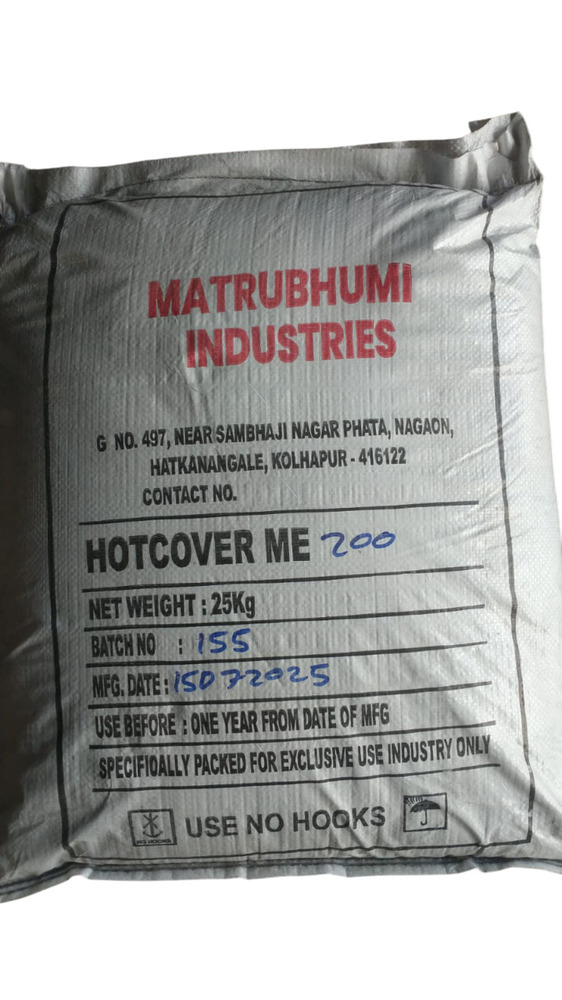 MATRUBHUMI
INDUSTRIES
G NO. 497, NEAR SAMBHAJI NAGAR PHATA, NAGAON,
HATKANANGALE, KOLHAPUR - 416122
CONTACT NO.
HOTCOVER ME 200
NET WEIGHT : 25Kg
BATCH NO : 155
MFG. DATE : 15072025
USE BEFORE : ONE YEAR FROM DATE OF MFG
SPECIFIOALLY PACKED FOR EXCLUSIVE USE INDUSTRY ONLY
USE NO HOOKS
NO HOOKS